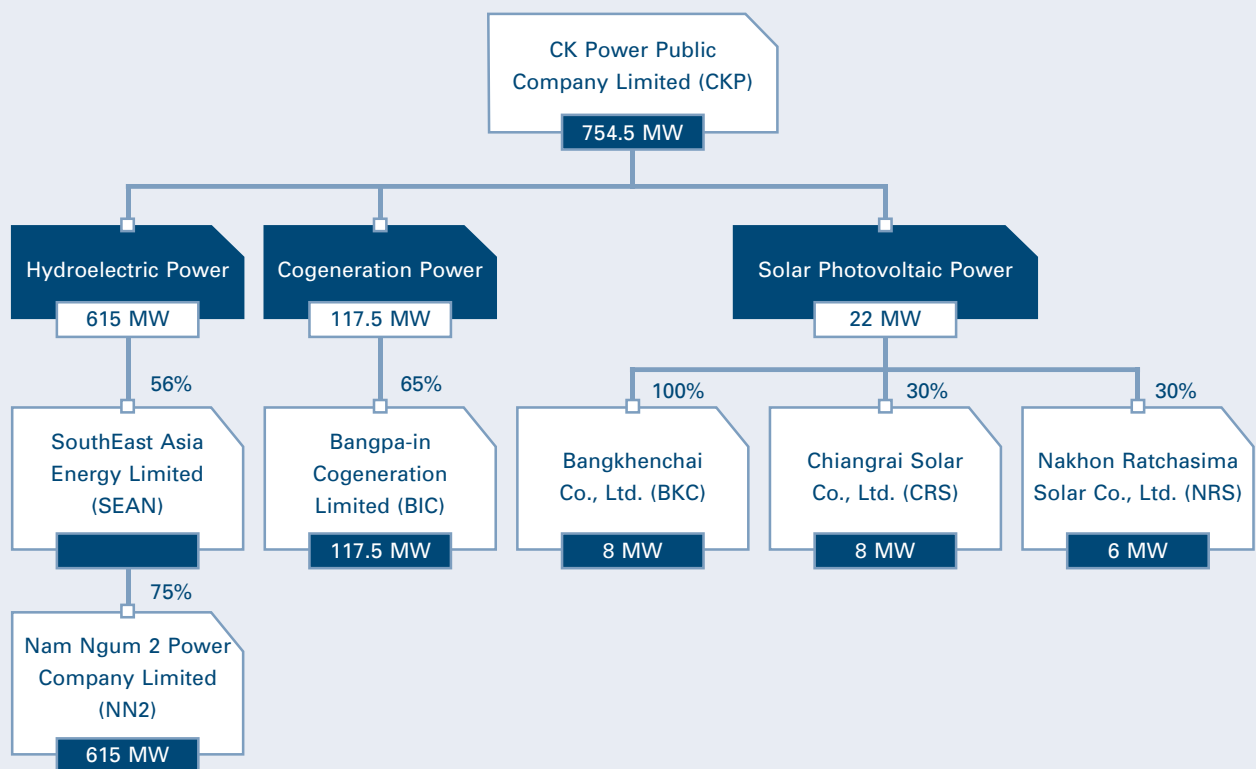 CK Power Public
Company Limited (CKP)
754.5 MW
Hydroelectric Power
615 MW
Cogeneration Power
117.5 MW
Solar Photovoltaic Power
22 MW
56%
SouthEast Asia
Energy Limited
(SEAN)
75%
Nam Ngum 2 Power
Company Limited
(NN2)
615 MW
65%
Bangpa-in
Cogeneration
Limited (BIC)
117.5 MW
100%
Bangkhenchai
Co., Ltd. (BKC)
8 MW
30%
Chiangrai Solar
Co., Ltd. (CRS)
8 MW
30%
Nakhon Ratchasima
Solar Co., Ltd. (NRS)
6 MW